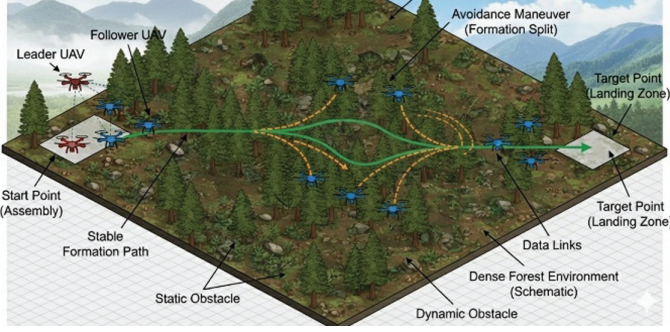 Avoidance Maneuver
(Formation Split)
Follower UAV
Leader UAV
Target Point
(Landing Zone)
Start Point
(Assembly)
Target Point
(Landing Zone)
Stable
Formation Path
Data Links
Static Obstacle
Dense Forest Environment
(Schematic)
Dynamic Obstacle